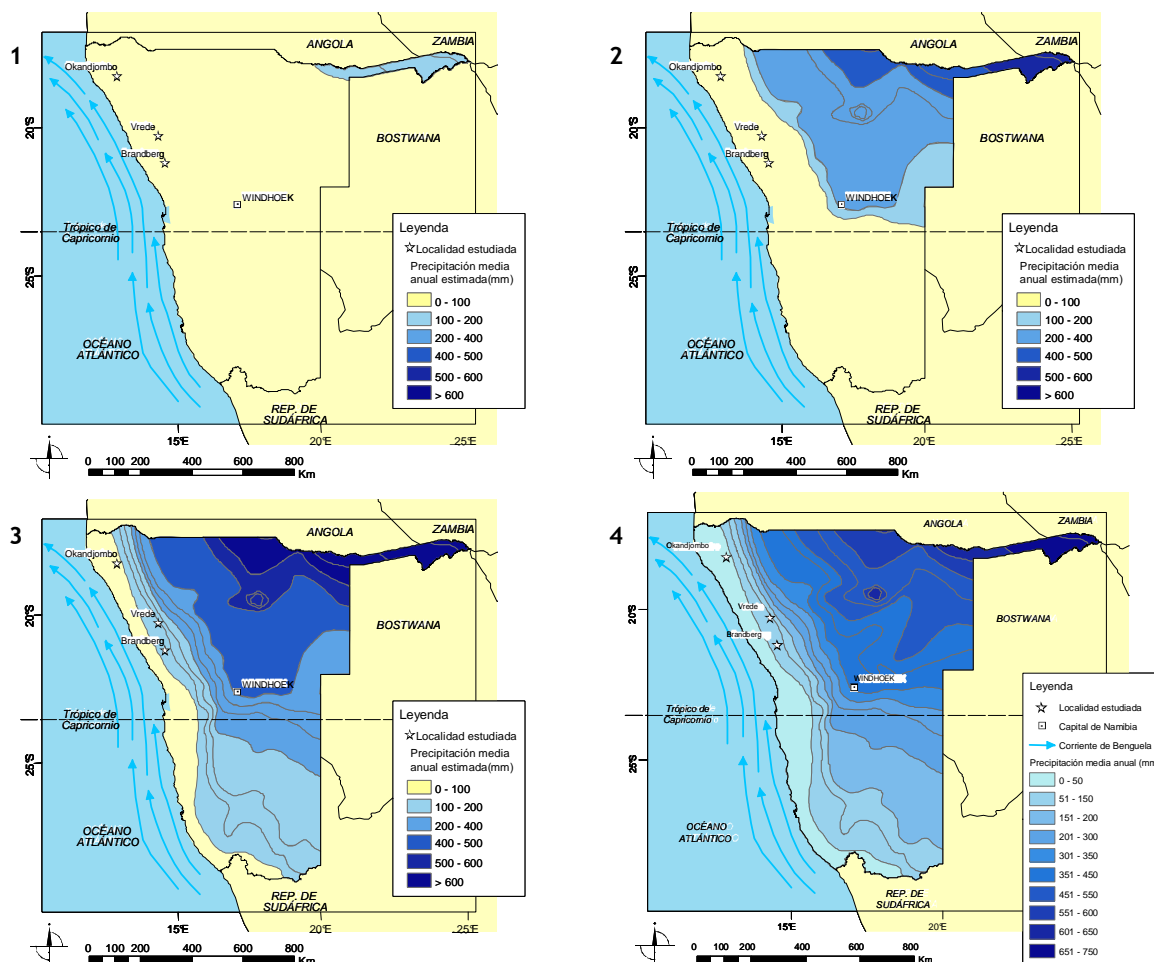 1
ANGOLA
ZAMBIA
Okandjombo
20°S
Vrede
Brandberg
BOSTWANA
WINDHOEK
Trópico de
Capricornio
25°S
OCÉANO
ATLÁNTICO
REP. DE
SUDÁFRICA
Leyenda
Localidad estudiada
Precipitación media
anual estimada(mm)
0 - 100
100 - 200
200 - 400
400 - 500
500 - 600
> 600
15°E
20°E
25°E
0 100 200 400 600 800
Km
2
ANGOLA
ZAMBIA
Okandjombo
20°S
Vrede
Brandberg
BOSTWANA
WINDHOEK
Trópico de
Capricornio
25°S
OCÉANO
ATLÁNTICO
REP. DE
SUDÁFRICA
Leyenda
Localidad estudiada
Precipitación media
anual estimada(mm)
0 - 100
100 - 200
200 - 400
400 - 500
500 - 600
> 600
15°E
20°E
25°E
0 100 200 400 600 800
Km
3
ANGOLA
ZAMBIA
Okandjombo
20°S
Vrede
Brandberg
BOSTWANA
WINDHOEK
Trópico de
Capricornio
25°S
OCÉANO
ATLÁNTICO
REP. DE
SUDÁFRICA
Leyenda
Localidad estudiada
Precipitación media
anual estimada(mm)
0 - 100
100 - 200
200 - 400
400 - 500
500 - 600
> 600
15°E
20°E
25°E
0 100 200 400 600 800
Km
4
ANGOLA
ZAMBIA
Okandjombo
20°S
Vrede
Brandberg
BOSTWANA
WINDHOEK
Trópico de
Capricornio
25°S
OCÉANO
ATLÁNTICO
REP. DE
SUDÁFRICA
Leyenda
Localidad estudiada
Capital de Namibia
Corriente de Benguela
Precipitación media anual (mm
0 - 50
51 - 150
151 - 200
201 - 300
301 - 350
351 - 450
451 - 550
551 - 600
601 - 650
651 - 750
15°E
20°E
0 100 200 400 600 800
Km